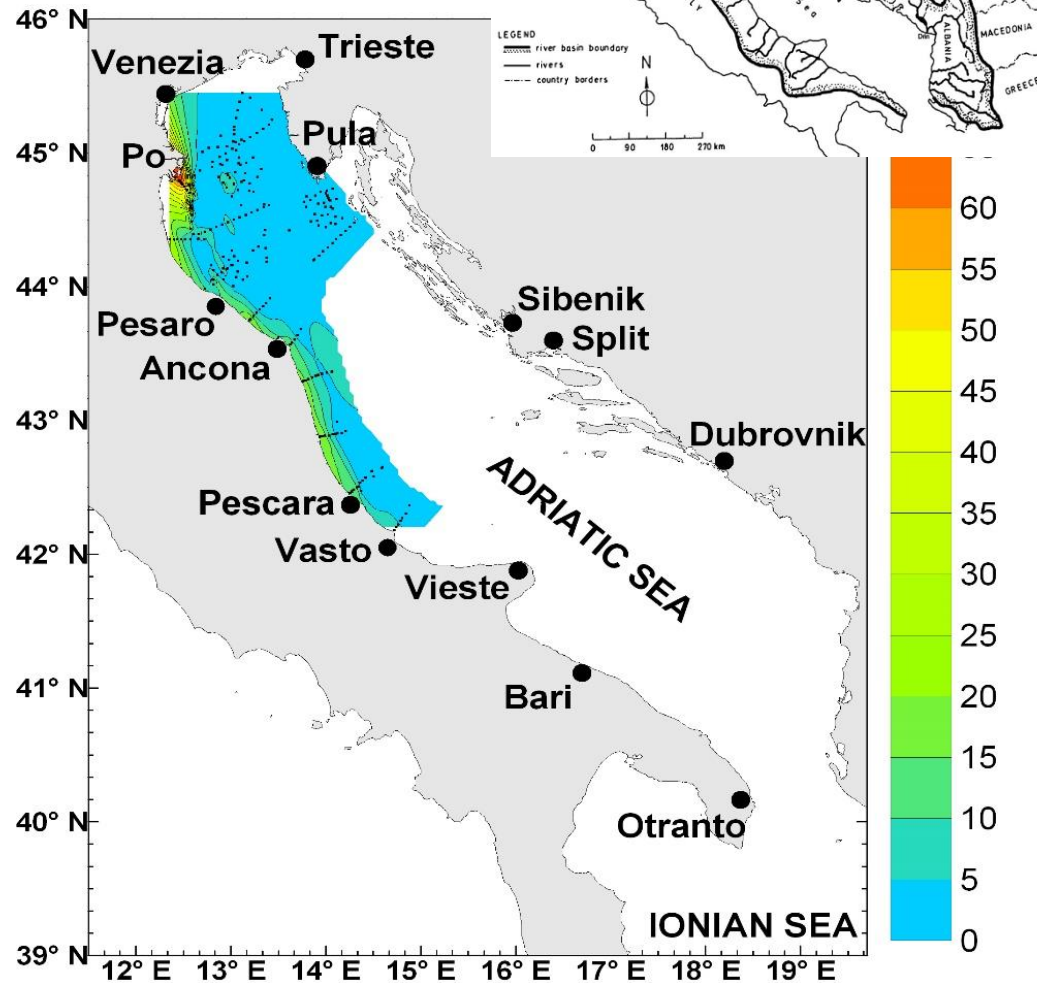 46° N
Trieste
Venezia
45° N
Pula
Po
44° N
Sibenik
Pesaro
Split
Ancona
43° N
Dubrovnik
ADRIATIC SEA
Pescara
42° N
Vasto
Vieste
41° N
Bari
40° N
Otranto
IONIAN SEA
39° N
12° E 13° E 14° E 15° E 16° E 17° E 18° E 19° E
60
55
50
45
40
35
30
25
20
15
10
5
0
LEGEND
river basin boundary
rivers
country borders
N
0 90 180 270 km
ALBANIA
MACEDONIA
GREECE